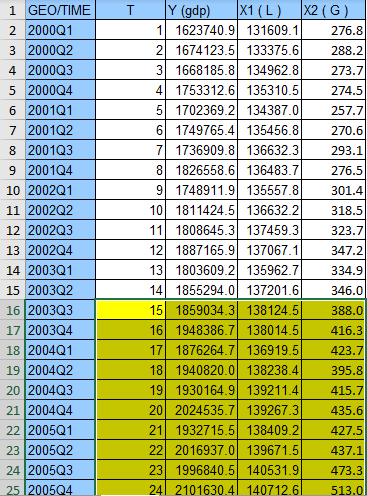 1 GEO/TIME T Y (gdp) X1 ( L ) X2 ( G )
2 2000Q1 1 1623740.9 131609.1 276.8
3 2000Q2 2 1674123.5 133375.6 288.2
4 2000Q3 3 1668185.8 134962.8 273.7
5 2000Q4 4 1753312.6 135310.5 274.5
6 2001Q1 5 1702369.2 134387.0 257.7
7 2001Q2 6 1749765.4 135456.8 270.6
8 2001Q3 7 1736909.8 136632.3 293.1
9 2001Q4 8 1826558.6 136483.7 276.5
10 2002Q1 9 1748911.9 135557.8 301.4
11 2002Q2 10 1811424.5 136632.2 318.5
12 2002Q3 11 1808645.3 137459.3 323.7
13 2002Q4 12 1887165.9 137067.1 347.2
14 2003Q1 13 1803609.2 135962.7 334.9
15 2003Q2 14 1855294.0 137201.6 346.0
16 2003Q3 15 1859034.3 138124.5 388.0
17 2003Q4 16 1948386.7 138014.5 416.3
18 2004Q1 17 1876264.7 136919.5 423.7
19 2004Q2 18 1940820.0 138238.4 395.8
20 2004Q3 19 1930164.9 139211.4 415.7
21 2004Q4 20 2024535.7 139267.3 435.6
22 2005Q1 21 1932715.5 138409.2 427.5
23 2005Q2 22 2016937.0 139671.5 437.1
24 2005Q3 23 1996840.5 140531.9 473.3
25 2005Q4 24 2101630.4 140712.6 513.0